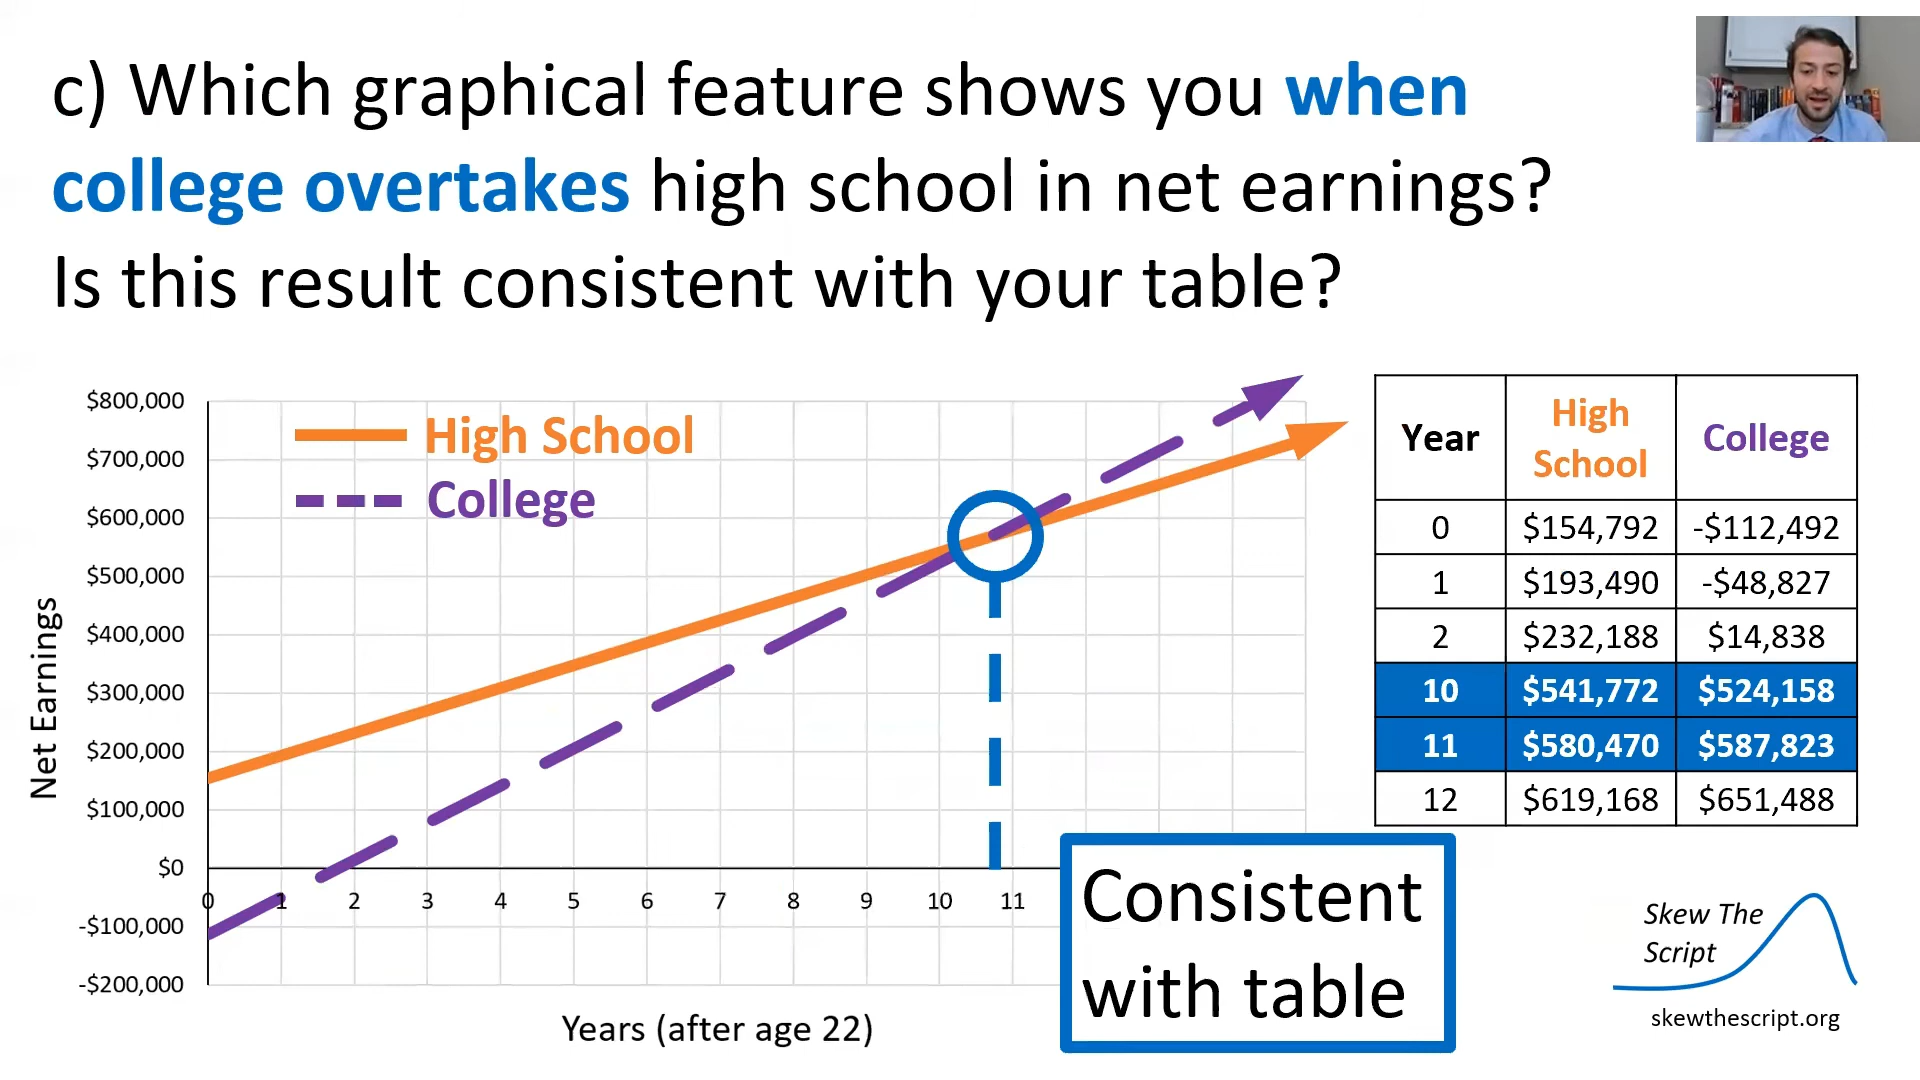 c) Which graphical feature shows you when
college overtakes high school in net earnings?
Is this result consistent with your table?
$800,000
$700,000
$600,000
$500,000
$400,000
$300,000
$200,000
$100,000
$0
-$100,000
-$200,000
Net Earnings
High School
College
0 1 2 3 4 5 6 7 8 9 10 11
Years (after age 22)
Year High School College
0 $154,792 -$112,492
1 $193,490 -$48,827
2 $232,188 $14,838
10 $541,772 $524,158
11 $580,470 $587,823
12 $619,168 $651,488
Consistent
with table
Skew The
Script
skewthescript.org